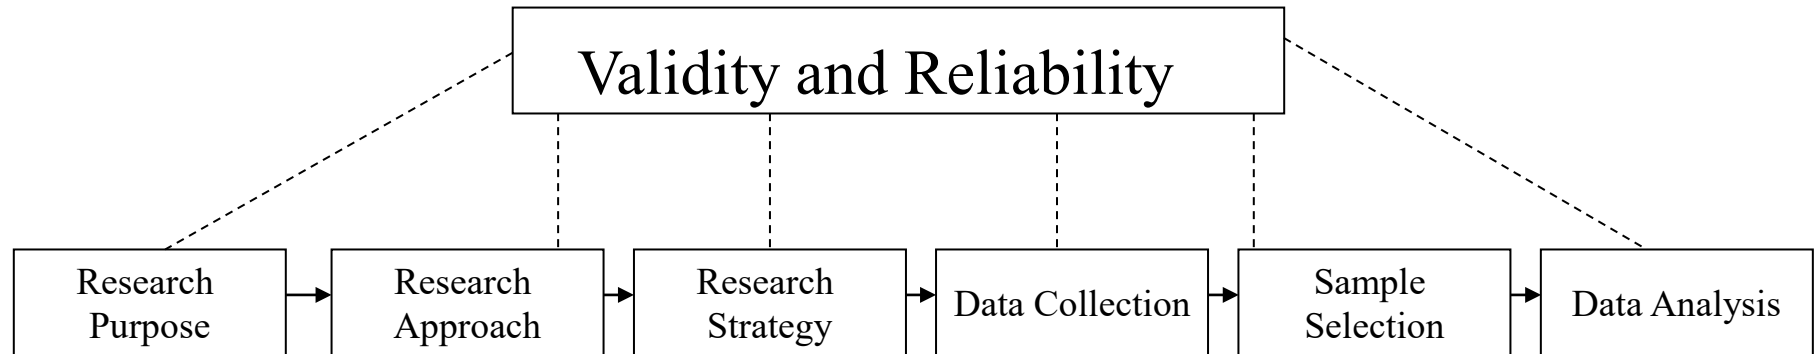 Validity and Reliability
Research
Purpose
Research
Approach
Research
Strategy
Data Collection
Sample
Selection
Data Analysis